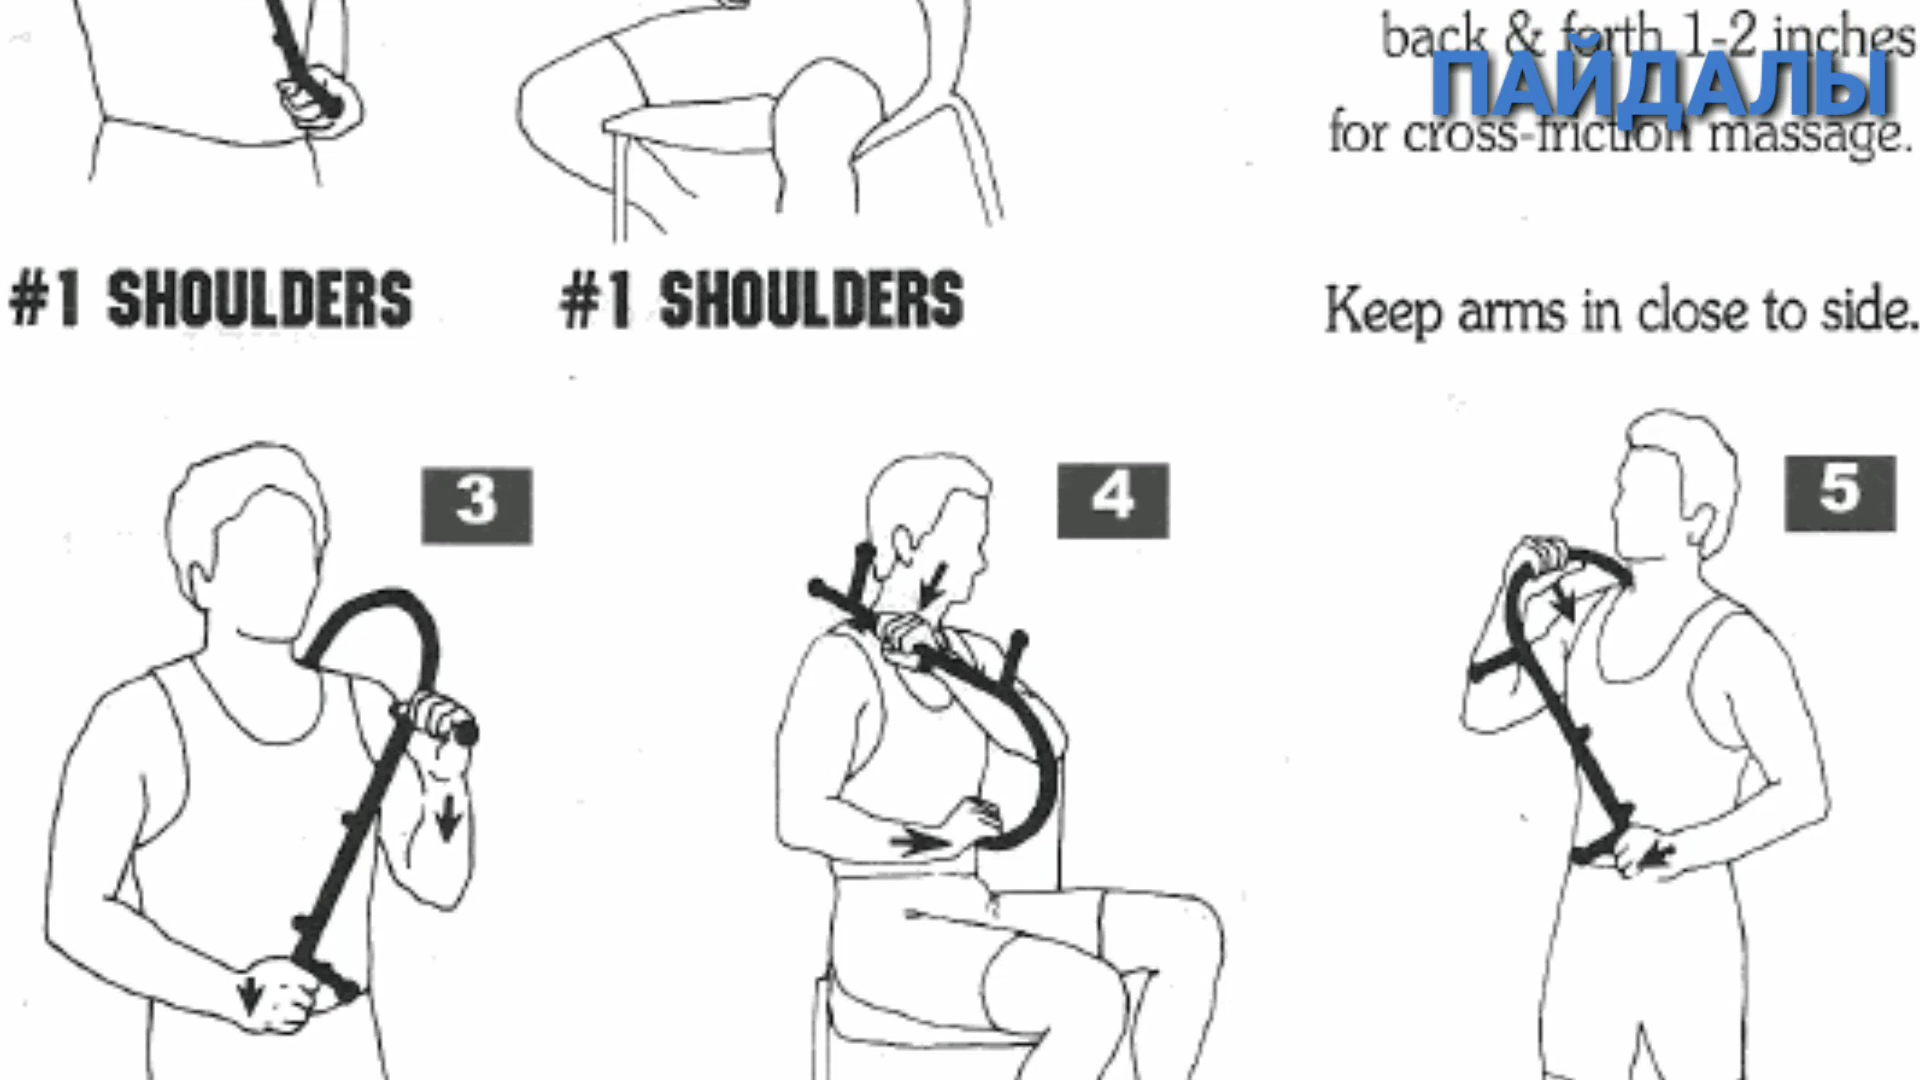 back & forth 1-2 inches
ПАЙДАЛЫ
for cross-friction massage.
#1 SHOULDERS
#1 SHOULDERS
Keep arms in close to side.
3
4
5